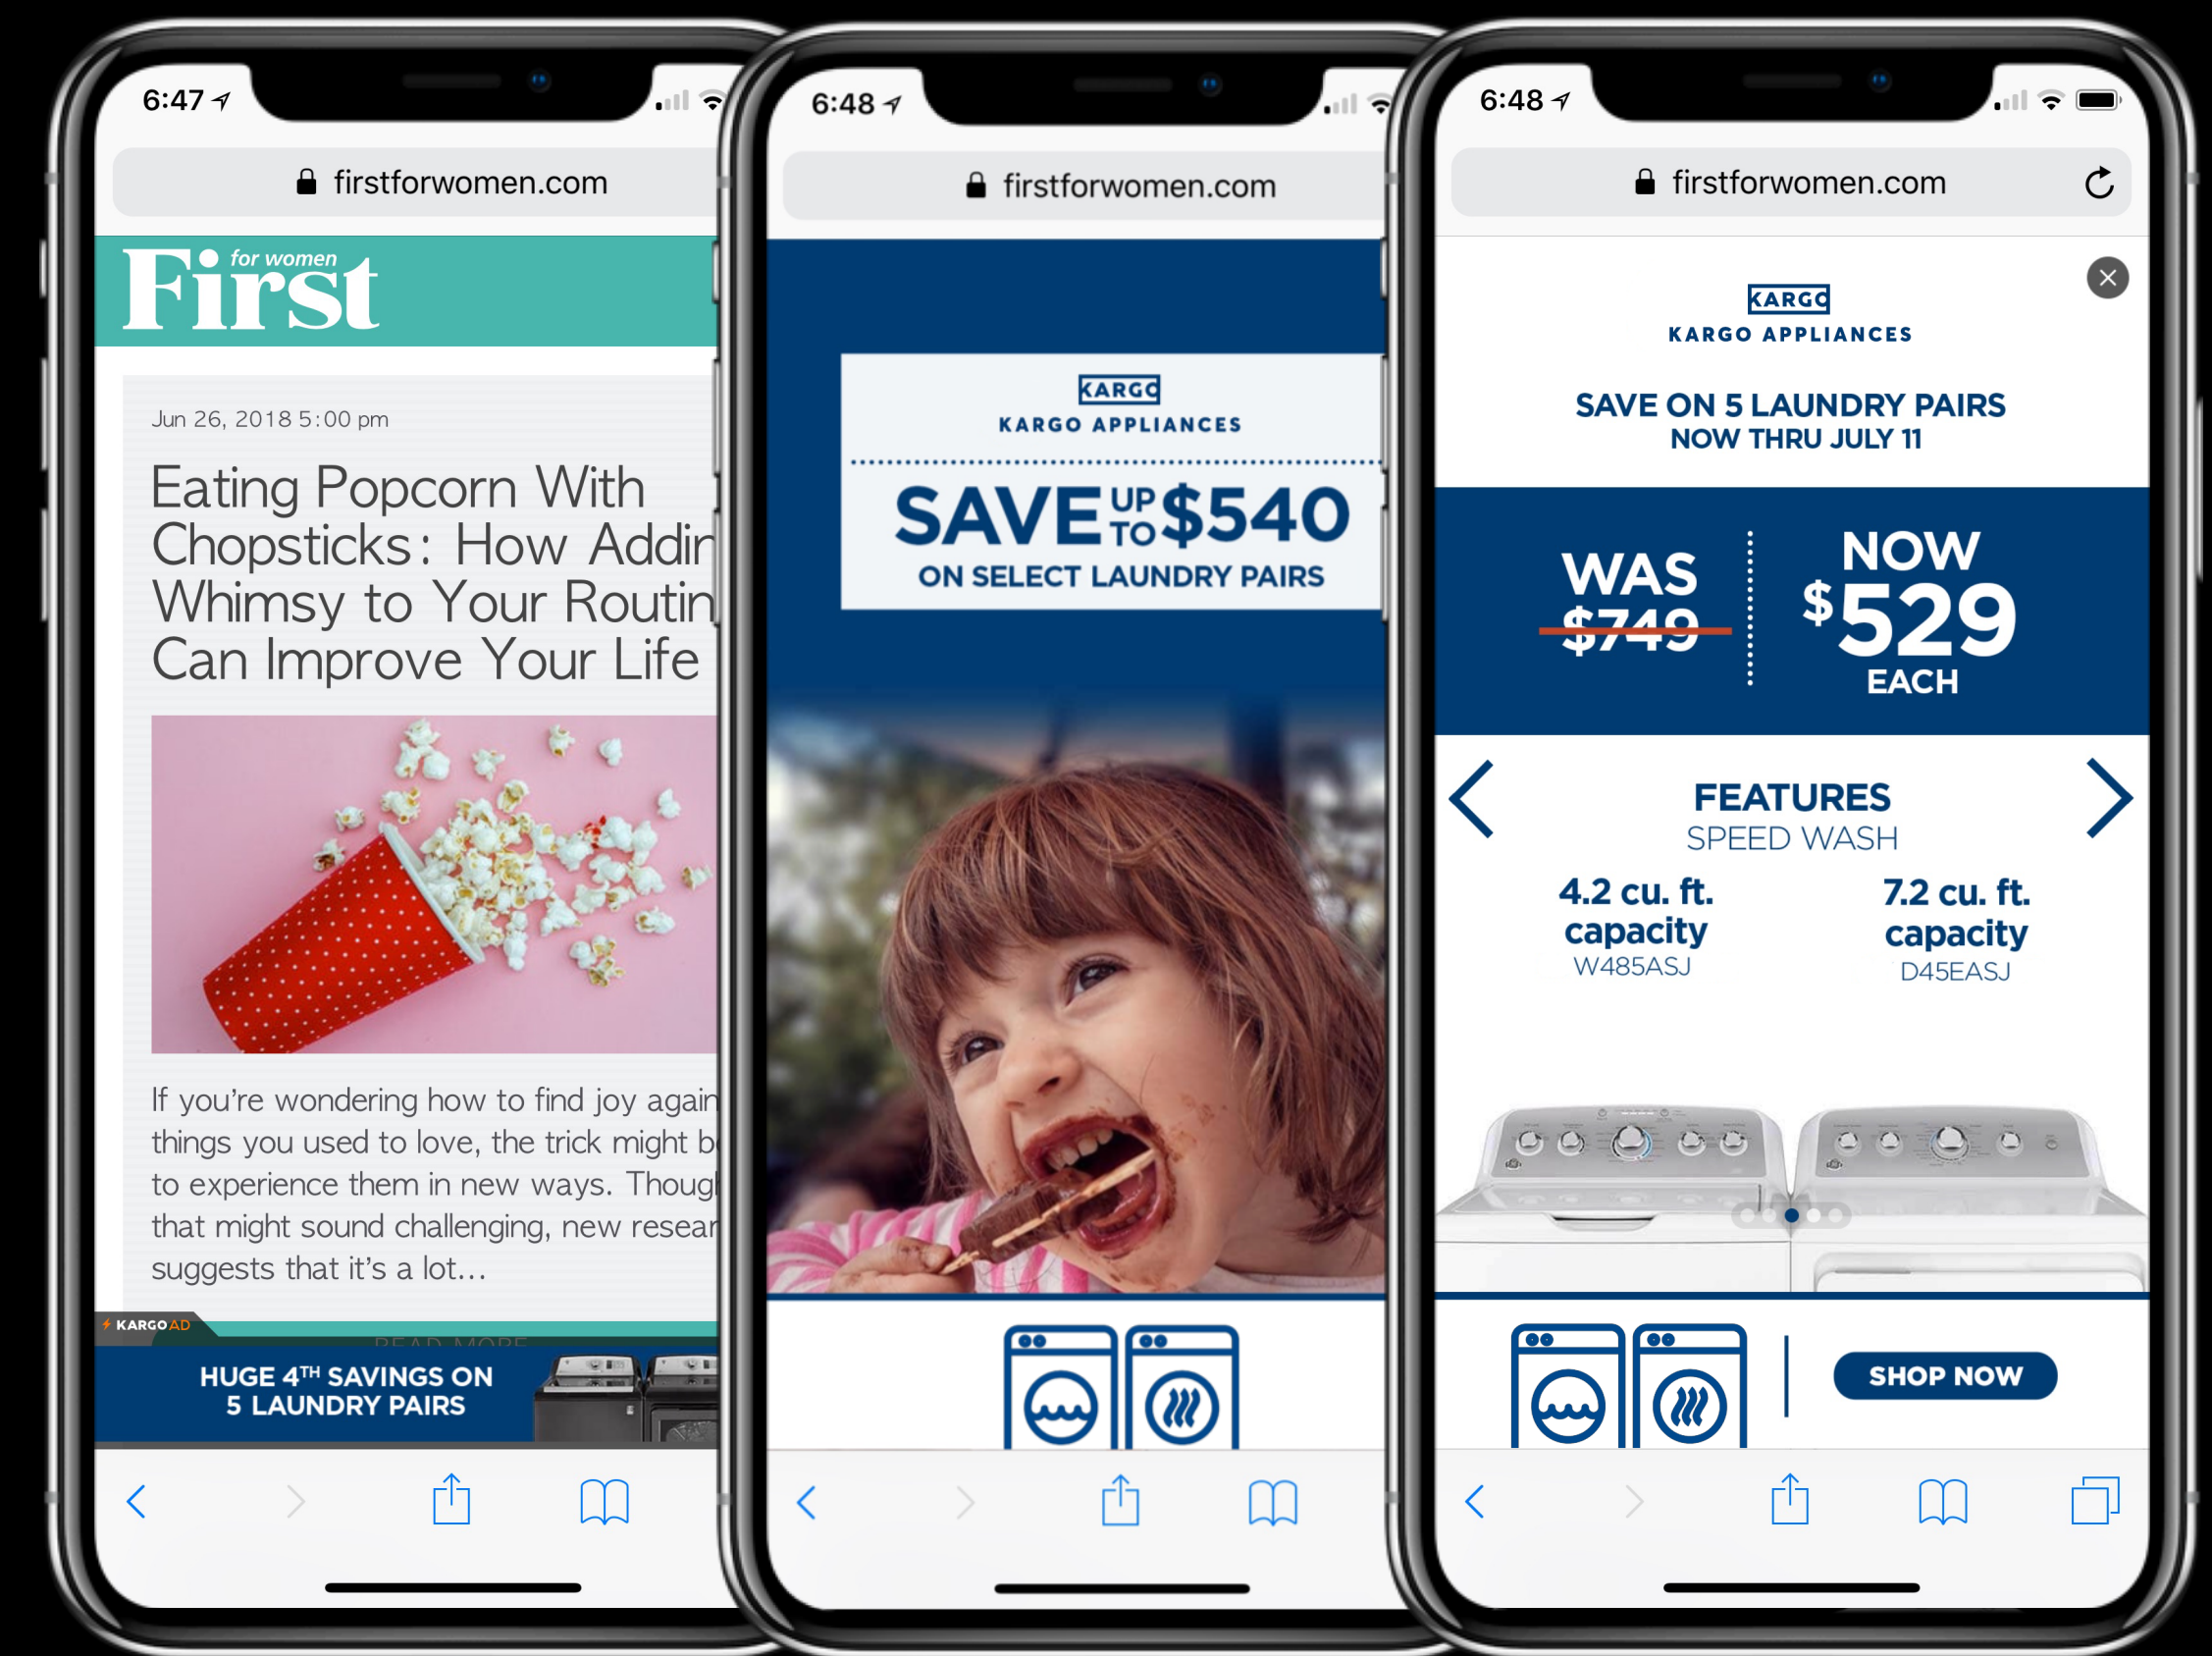 6:47
firstforwomen.com
for women
First
Jun 26, 2018 5:00 pm
Eating Popcorn With
Chopsticks: How Addin
Whimsy to Your Routin
Can Improve Your Life
If you're wondering how to find joy again
things you used to love, the trick might b
to experience them in new ways. Though
that might sound challenging, new resear
suggests that it's a lot...
KARGO AD
READ MORE
HUGE 4TH SAVINGS ON
5 LAUNDRY PAIRS
6:48
firstforwomen.com
KARGO
KARGO APPLIANCES
SAVE UP TO $540
ON SELECT LAUNDRY PAIRS
6:48
firstforwomen.com
KARGO
KARGO APPLIANCES
SAVE ON 5 LAUNDRY PAIRS
NOW THRU JULY 11
WAS
$749
NOW
$529
EACH
FEATURES
SPEED WASH
4.2 cu. ft.
capacity
W485ASJ
7.2 cu. ft.
capacity
D45EASJ
SHOP NOW